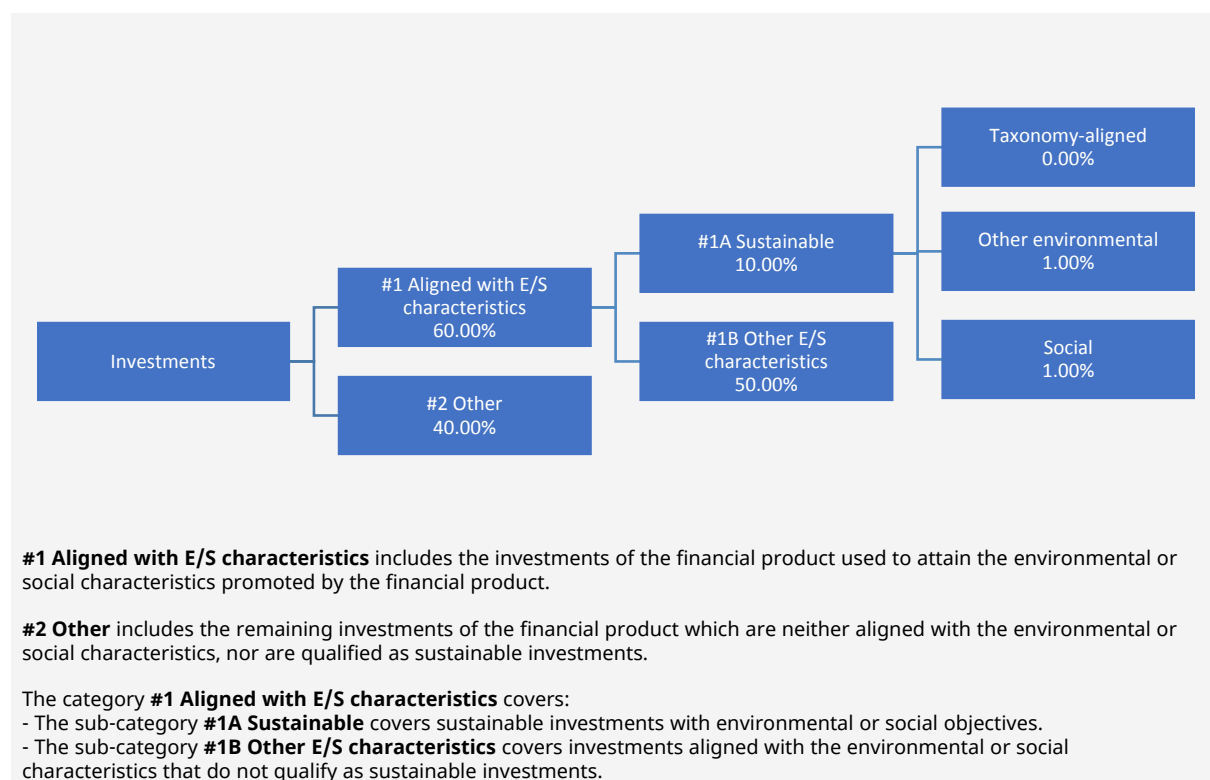 Investments
#1 Aligned with E/S
characteristics
60.00%
#2 Other
40.00%
#1A Sustainable
10.00%
#1B Other E/S
characteristics
50.00%
Taxonomy-aligned
0.00%
Other environmental
1.00%
Social
1.00%
#1 Aligned with E/S characteristics includes the investments of the financial product used to attain the environmental or
social characteristics promoted by the financial product.
#2 Other includes the remaining investments of the financial product which are neither aligned with the environmental or
social characteristics, nor are qualified as sustainable investments.
The category #1 Aligned with E/S characteristics covers:
- The sub-category #1A Sustainable covers sustainable investments with environmental or social objectives.
- The sub-category #1B Other E/S characteristics covers investments aligned with the environmental or social
characteristics that do not qualify as sustainable investments.